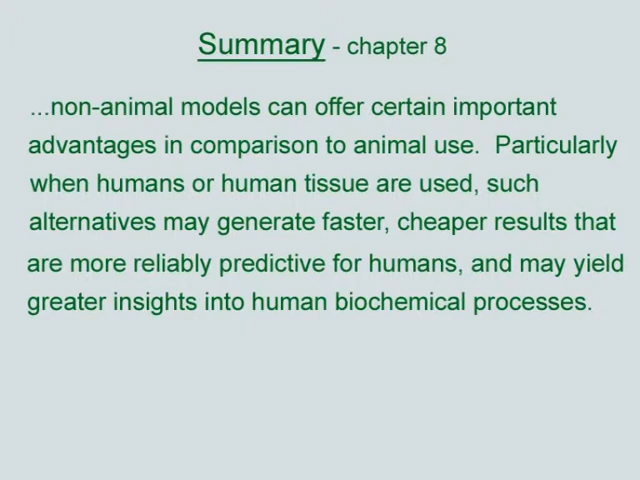 Summary - chapter 8
...non-animal models can offer certain important
advantages in comparison to animal use.  Particularly
when humans or human tissue are used, such
alternatives may generate faster, cheaper results that
are more reliably predictive for humans, and may yield
greater insights into human biochemical processes.